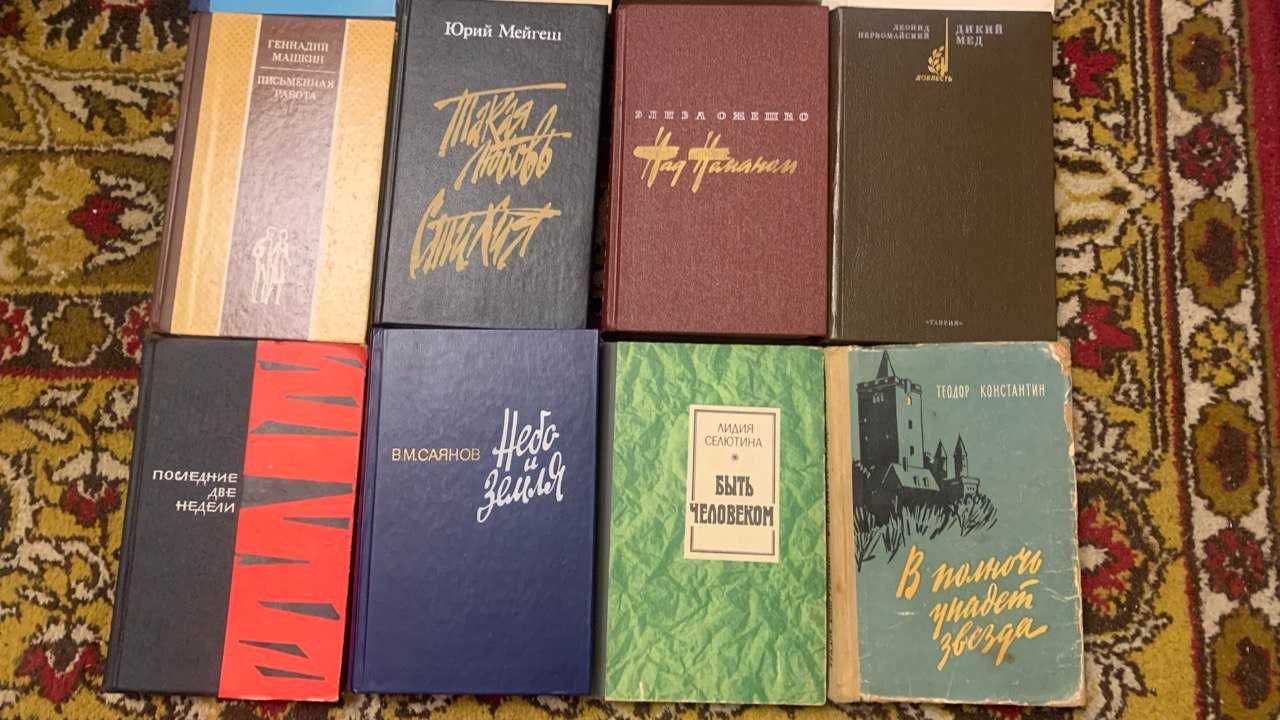 ГЕННАДИЙ
МАШКИН
ПИСЬМЕННАЯ
РАБОТА
Юрий Мейгеш
Такая
любовь
Стихия
ЭЛИЗА ОЖЕШКО
Над Неманом
ЛЕОНИД
ПЕРВОМАЙСКИЙ
ДИКИЙ
МЕД
ДОБЛЕСТЬ
«ТАВРИЯ»
ПОСЛЕДНИЕ
ДВЕ
НЕДЕЛИ
В.М.САЯНОВ
Небо
и
земля
ЛИДИЯ
СЕЛЮТИНА
БЫТЬ
ЧЕЛОВЕКОМ
ТЕОДОР КОНСТАНТИН
В полночь
упадет
звезда